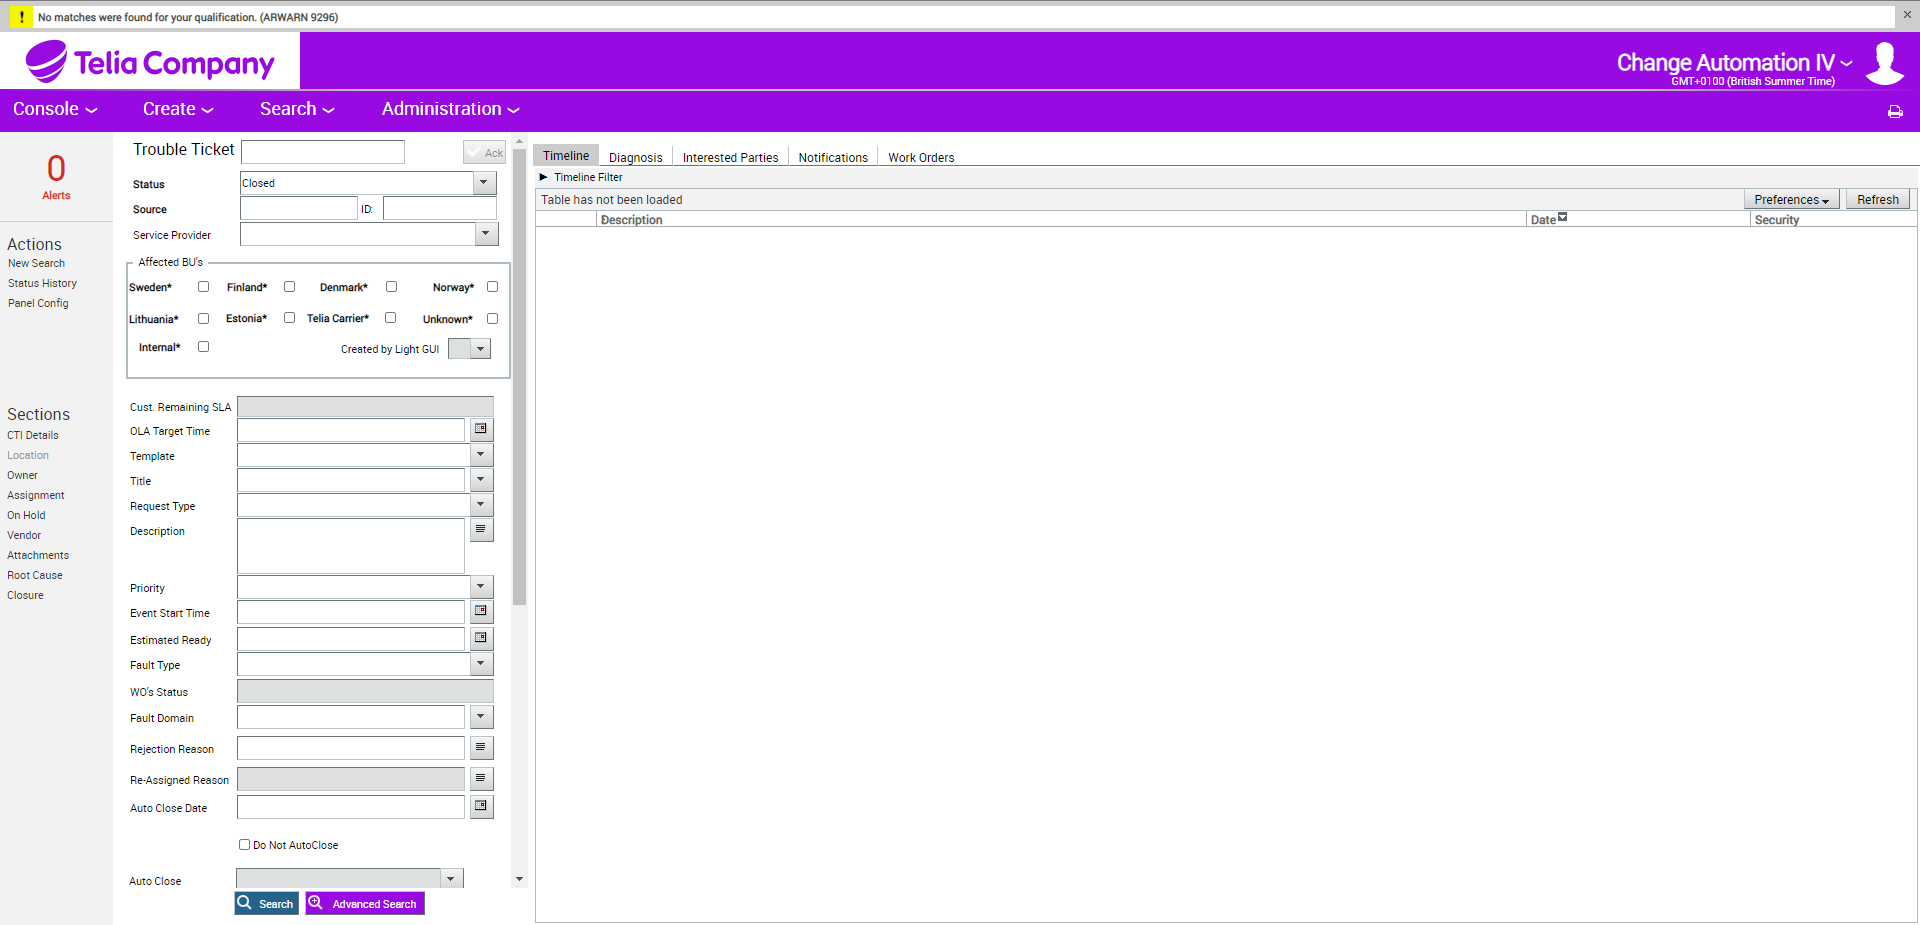 No matches were found for your qualification. (ARWARN 9296)
Telia Company
Change Automation IV
GMT+0100 (British Summer Time)
Console
Create
Search
Administration
0
Alerts
Actions
New Search
Status History
Panel Config
Sections
CTI Details
Location
Owner
Assignment
On Hold
Vendor
Attachments
Root Cause
Closure
Trouble Ticket
Ack
Status
Closed
Source
ID:
Service Provider
Affected BU's
Sweden*
Finland*
Denmark*
Norway*
Lithuania*
Estonia*
Telia Carrier*
Unknown*
Internal*
Created by Light GUI
Cust. Remaining SLA
OLA Target Time
Template
Title
Request Type
Description
Priority
Event Start Time
Estimated Ready
Fault Type
WO's Status
Fault Domain
Rejection Reason
Re-Assigned Reason
Auto Close Date
Do Not AutoClose
Auto Close
Search
Advanced Search
Timeline
Diagnosis
Interested Parties
Notifications
Work Orders
Timeline Filter
Table has not been loaded
Preferences
Refresh
Description
Date
Security